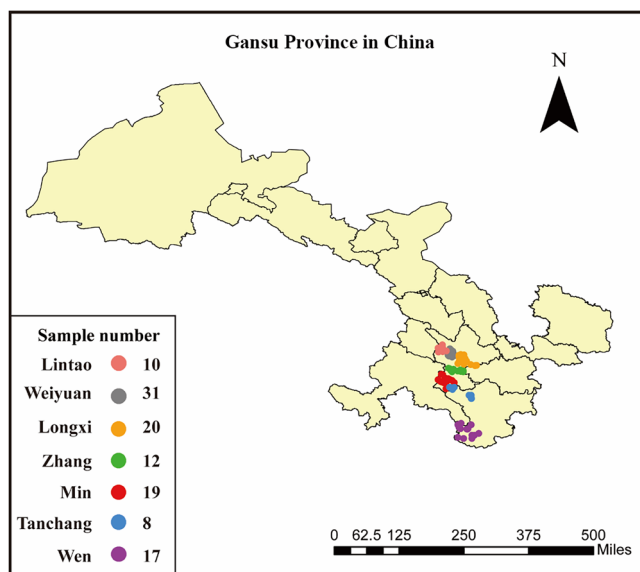 Gansu Province in China
N
Sample number
Lintao 10
Weiyuan 31
Longxi 20
Zhang 12
Min 19
Tanchang 8
Wen 17
0 62.5 125 250 375 500
Miles